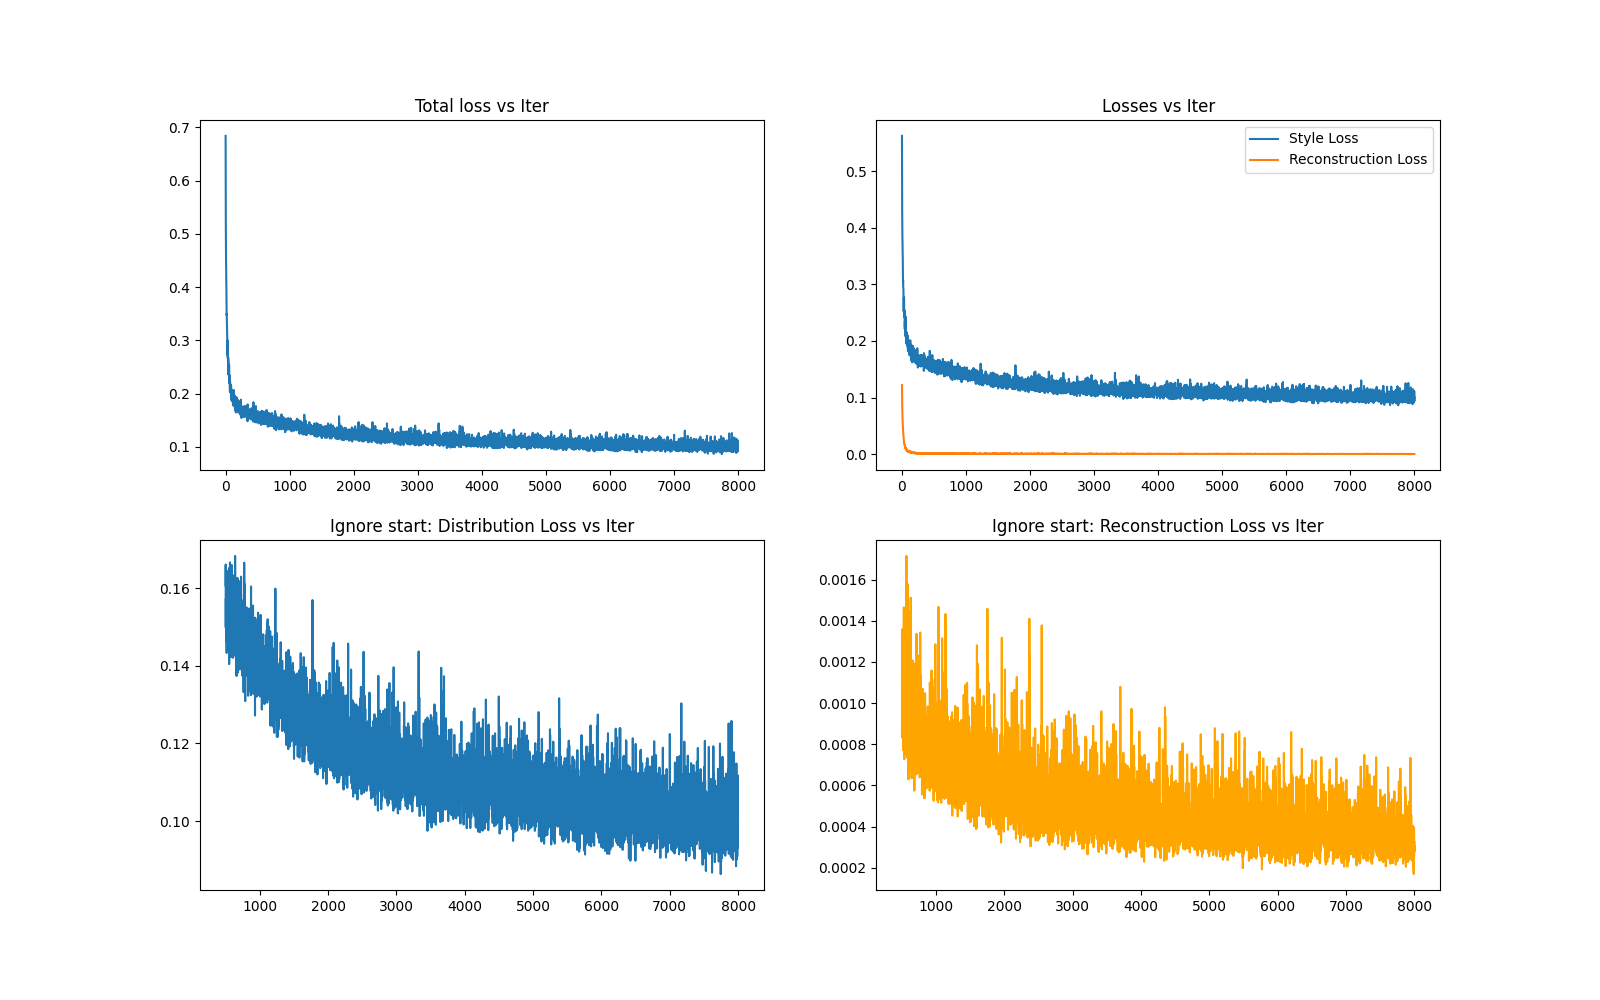 Total loss vs Iter
0.7
0.6
0.5
0.4
0.3
0.2
0.1
0 1000 2000 3000 4000 5000 6000 7000 8000
Losses vs Iter
Style Loss
Reconstruction Loss
0.5
0.4
0.3
0.2
0.1
0.0
0 1000 2000 3000 4000 5000 6000 7000 8000
Ignore start: Distribution Loss vs Iter
0.16
0.14
0.12
0.10
1000 2000 3000 4000 5000 6000 7000 8000
Ignore start: Reconstruction Loss vs Iter
0.0016
0.0014
0.0012
0.0010
0.0008
0.0006
0.0004
0.0002
1000 2000 3000 4000 5000 6000 7000 8000